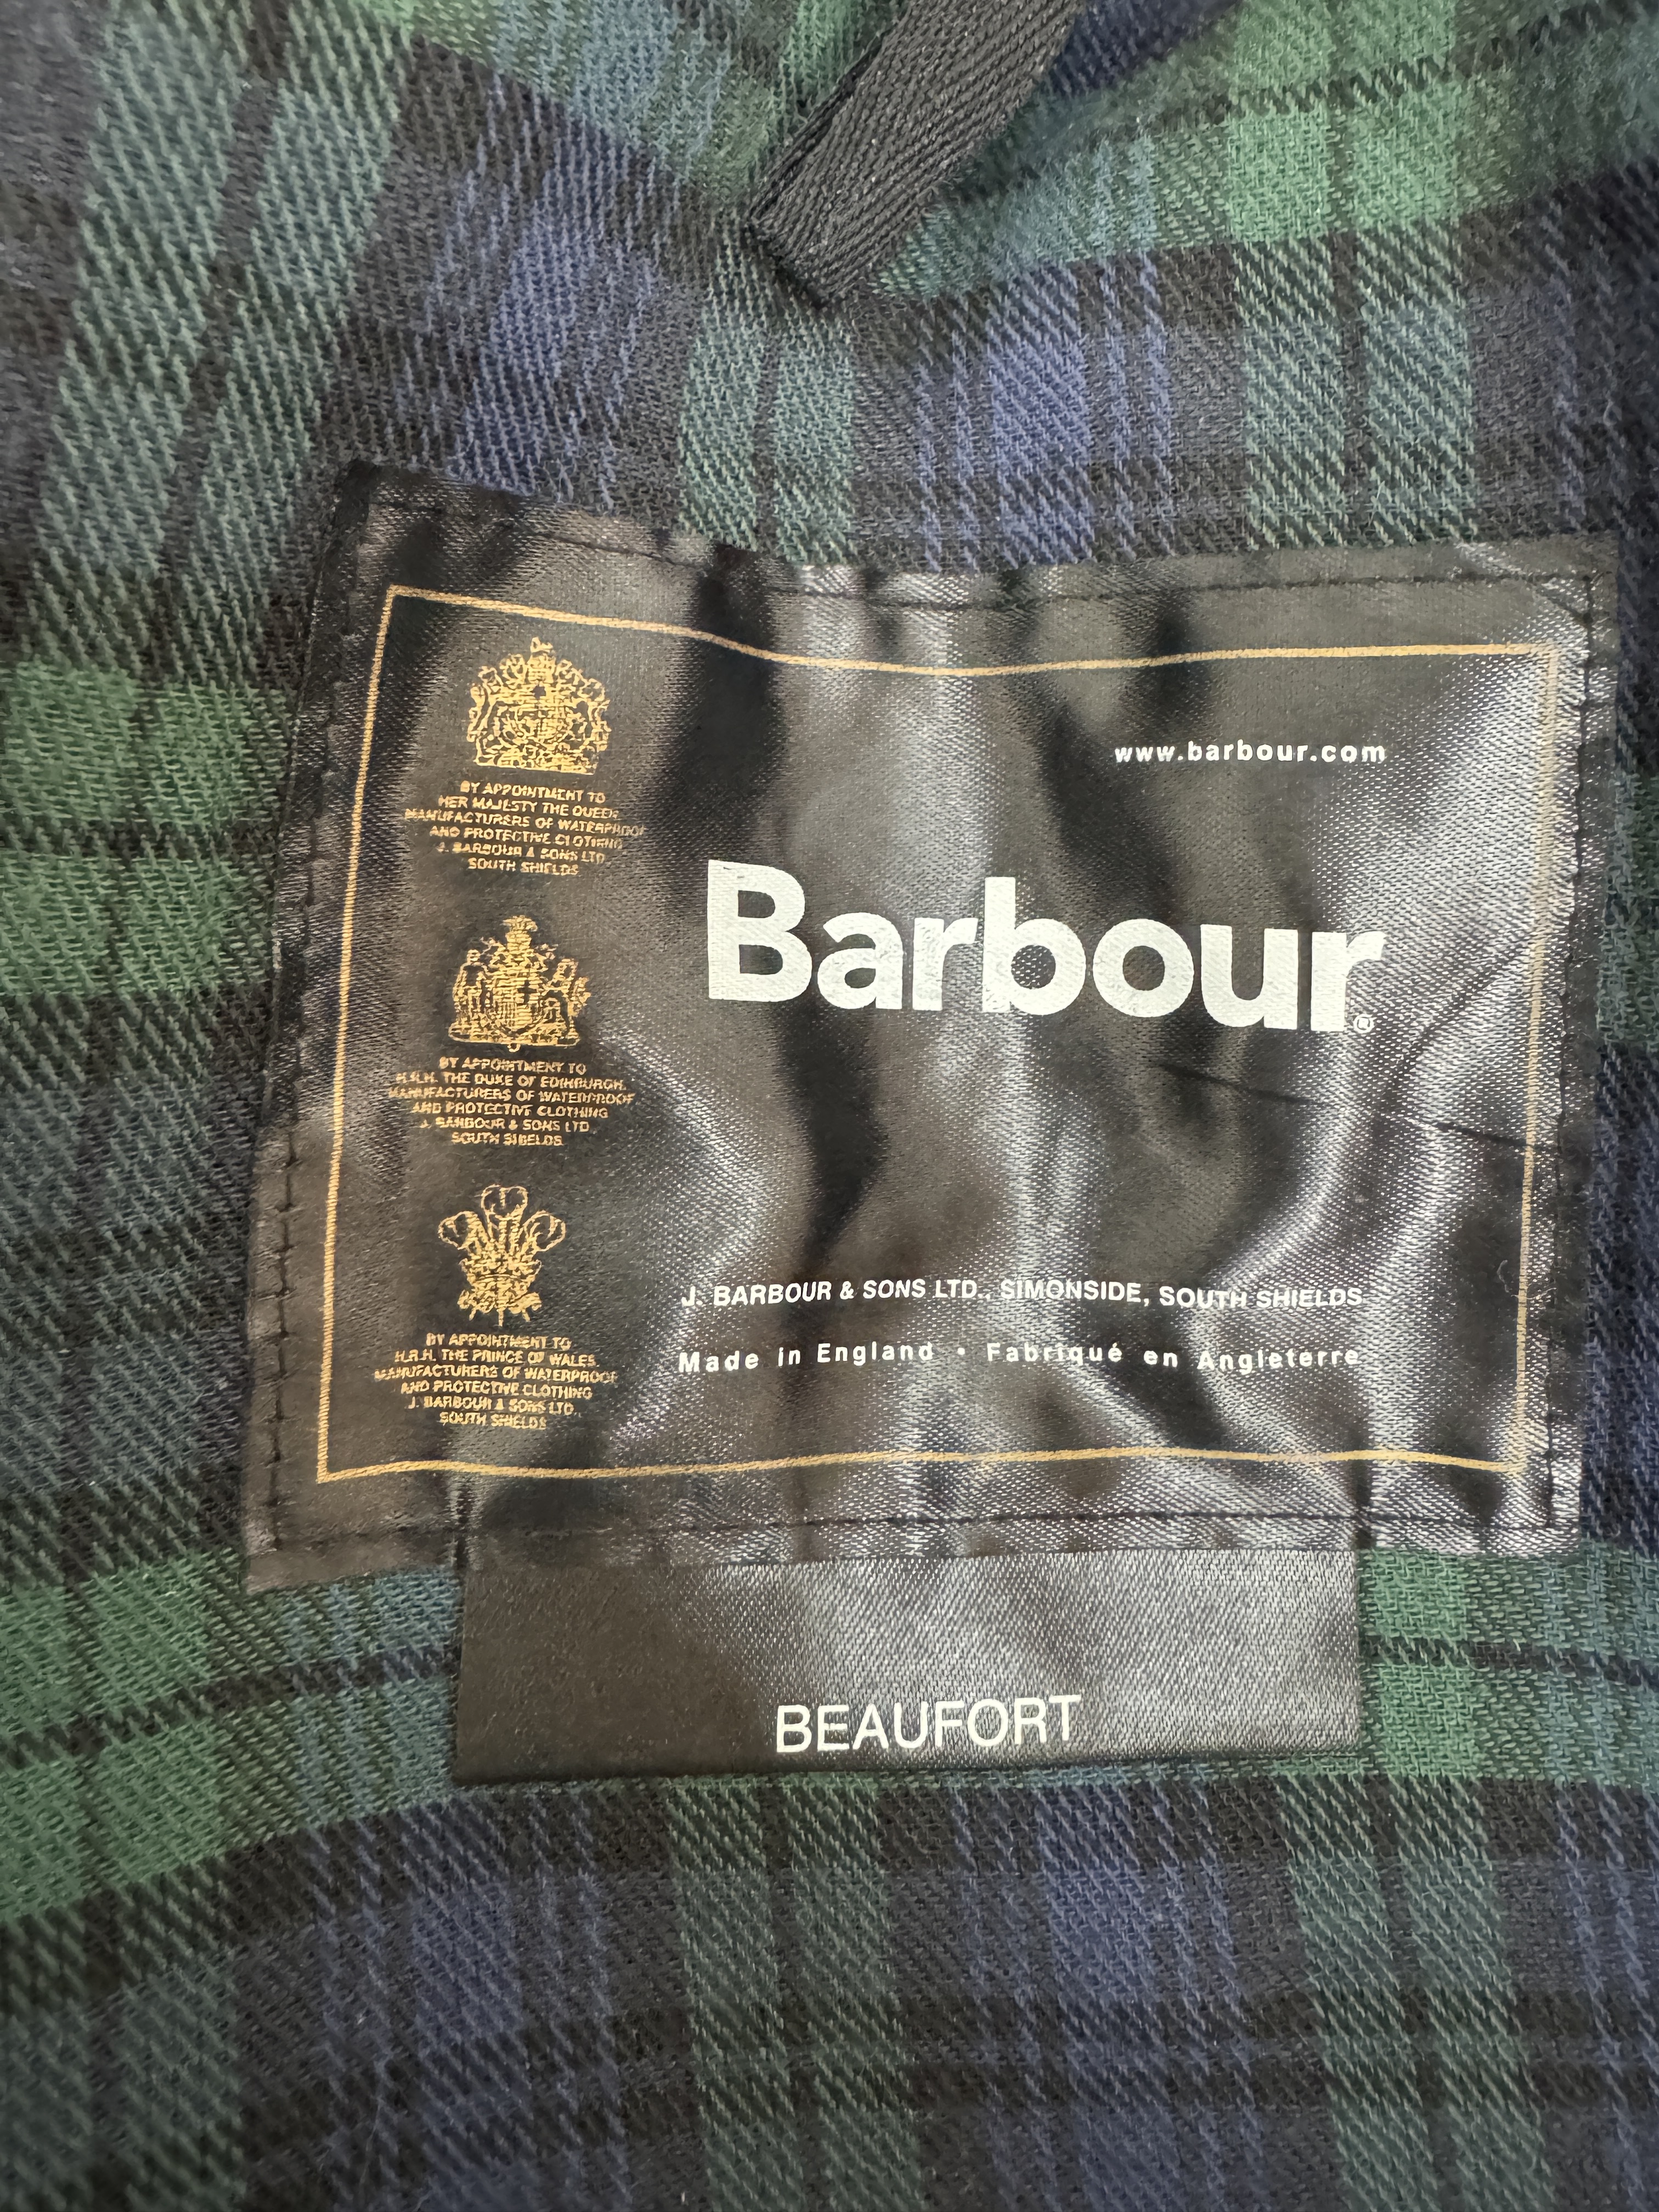 BY APPOINTMENT TO
HER MAJESTY THE QUEEN
MANUFACTURERS OF WATERPROOF
AND PROTECTIVE CLOTHING
J. BARBOUR & SONS LTD
SOUTH SHIELDS
BY APPOINTMENT TO
H.R.H. THE DUKE OF EDINBURGH,
MANUFACTURERS OF WATERPROOF
AND PROTECTIVE CLOTHING
J. BARBOUR & SONS LTD.
SOUTH SHIELDS.
BY APPOINTMENT TO
H.R.H. THE PRINCE OF WALES.
MANUFACTURERS OF WATERPROOF
AND PROTECTIVE CLOTHING
J. BARBOUR & SONS LTD.
SOUTH SHIELDS
www.barbour.com
Barbour®
J. BARBOUR & SONS LTD., SIMONSIDE, SOUTH SHIELDS.
Made in England • Fabriqué en Angleterre
BEAUFORT